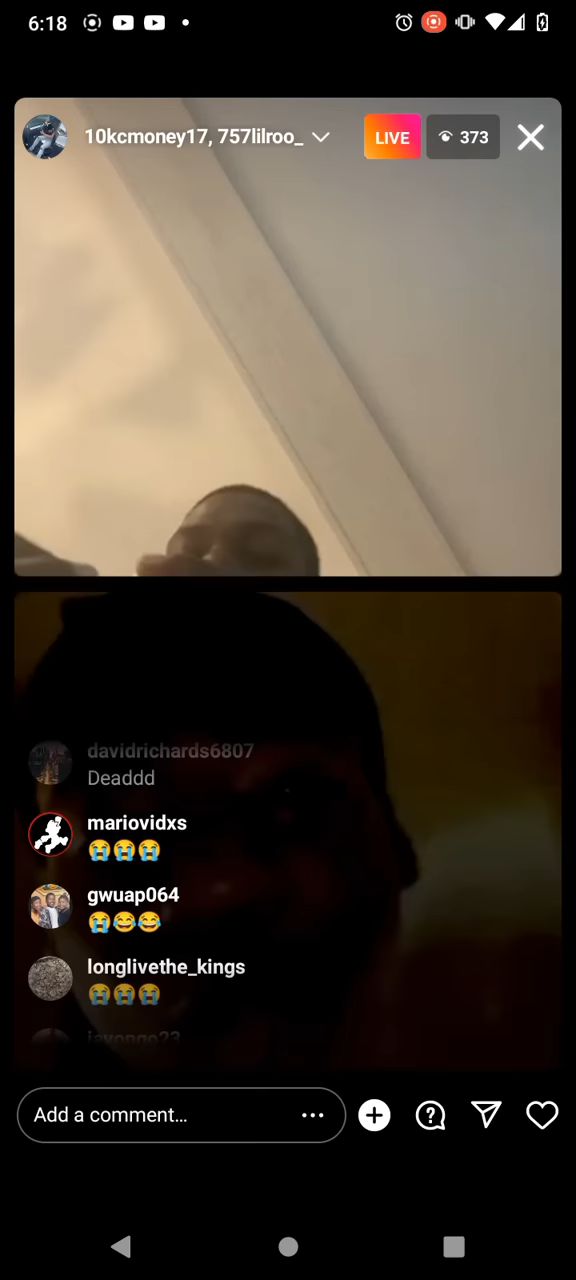 6:18
10kcmoney17, 757lilroo_
LIVE
373
davidrichards6807
Deaddd
mariovidxs
😭😭😭
gwuap064
😭😂😂
longlivethe_kings
😭😭😭
Add a comment…